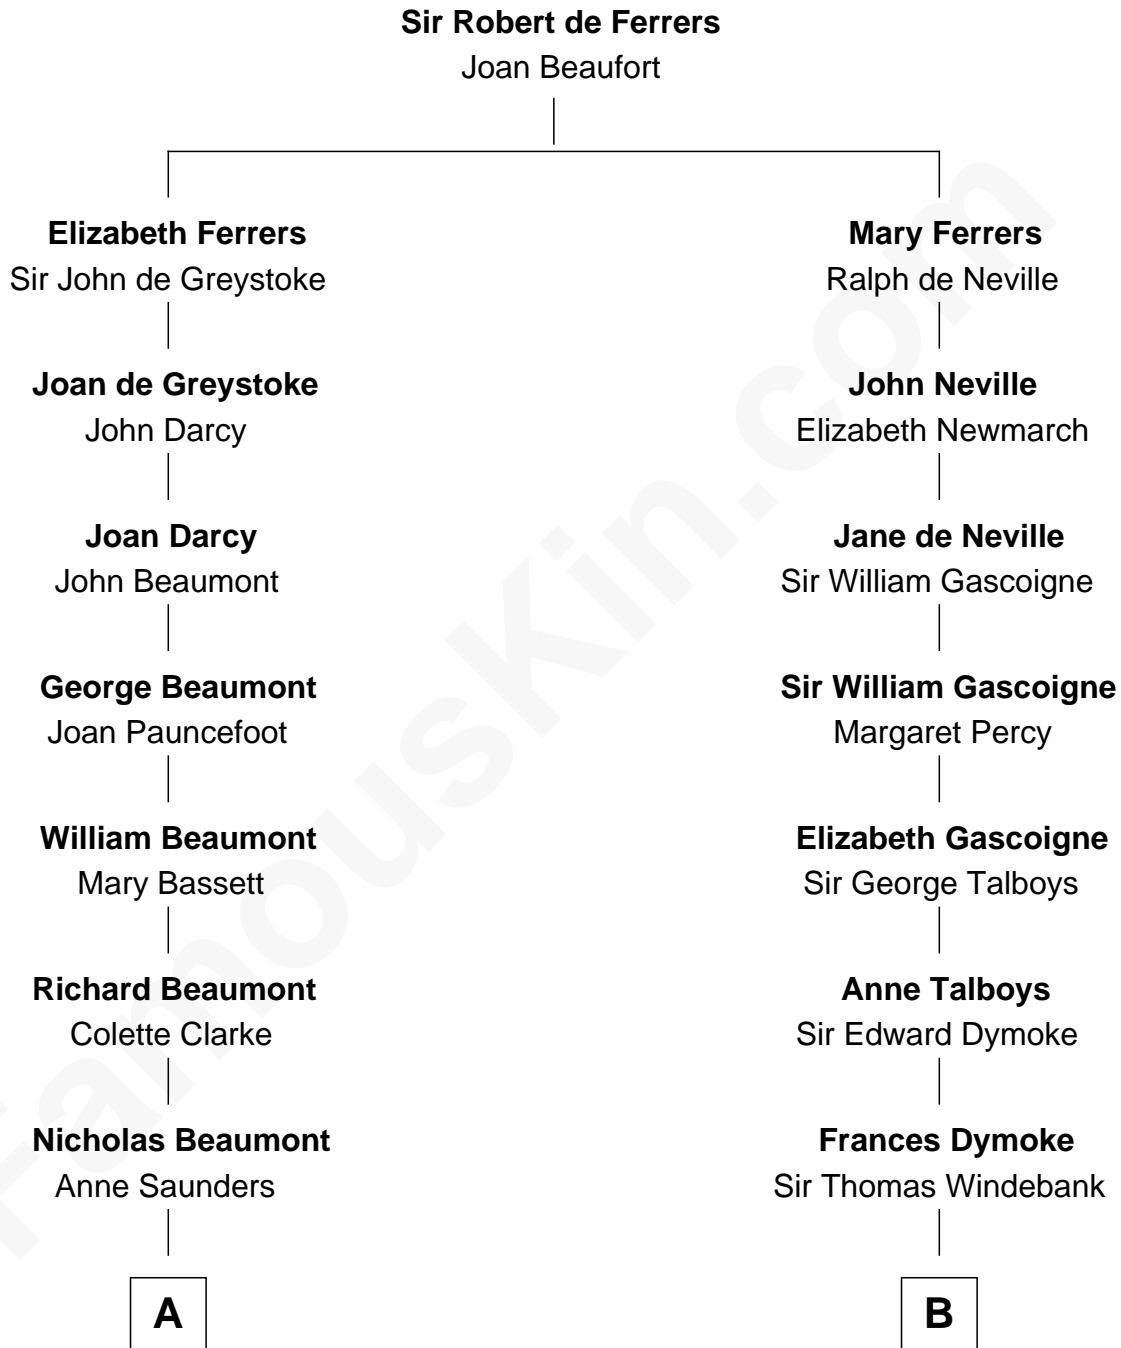 Sir Robert de Ferrers
Joan Beaufort
Elizabeth Ferrers
Sir John de Greystoke
Mary Ferrers
Ralph de Neville
Joan de Greystoke
John Darcy
John Neville
Elizabeth Newmarch
Joan Darcy
John Beaumont
Jane de Neville
Sir William Gascoigne
George Beaumont
Joan Pauncefoot
Sir William Gascoigne
Margaret Percy
William Beaumont
Mary Bassett
Elizabeth Gascoigne
Sir George Talboys
Richard Beaumont
Colette Clarke
Anne Talboys
Sir Edward Dymoke
Nicholas Beaumont
Anne Saunders
Frances Dymoke
Sir Thomas Windebank
A
B
FamousKin.com